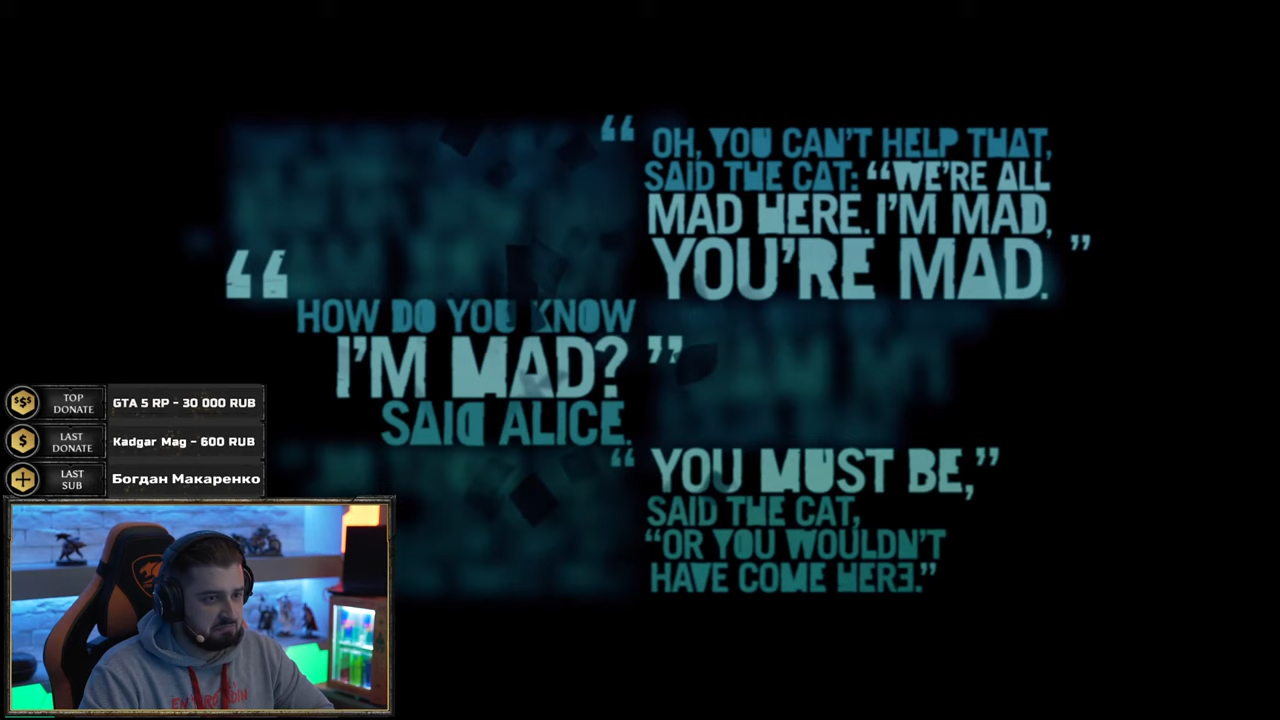 “ OH, YOU CAN’T HELP THAT,
SAID THE CAT: “WE’RE ALL
MAD HERE. I’M MAD,
YOU’RE MAD. ”
“ HOW DO YOU KNOW
I’M MAD? ”
SAID ALICE.
“ YOU MUST BE,”
SAID THE CAT,
“OR YOU WOULDN’T
HAVE COME HERE.”
TOP DONATE
GTA 5 RP - 30 000 RUB
LAST DONATE
Kadgar Mag - 600 RUB
LAST SUB
Богдан Макаренко